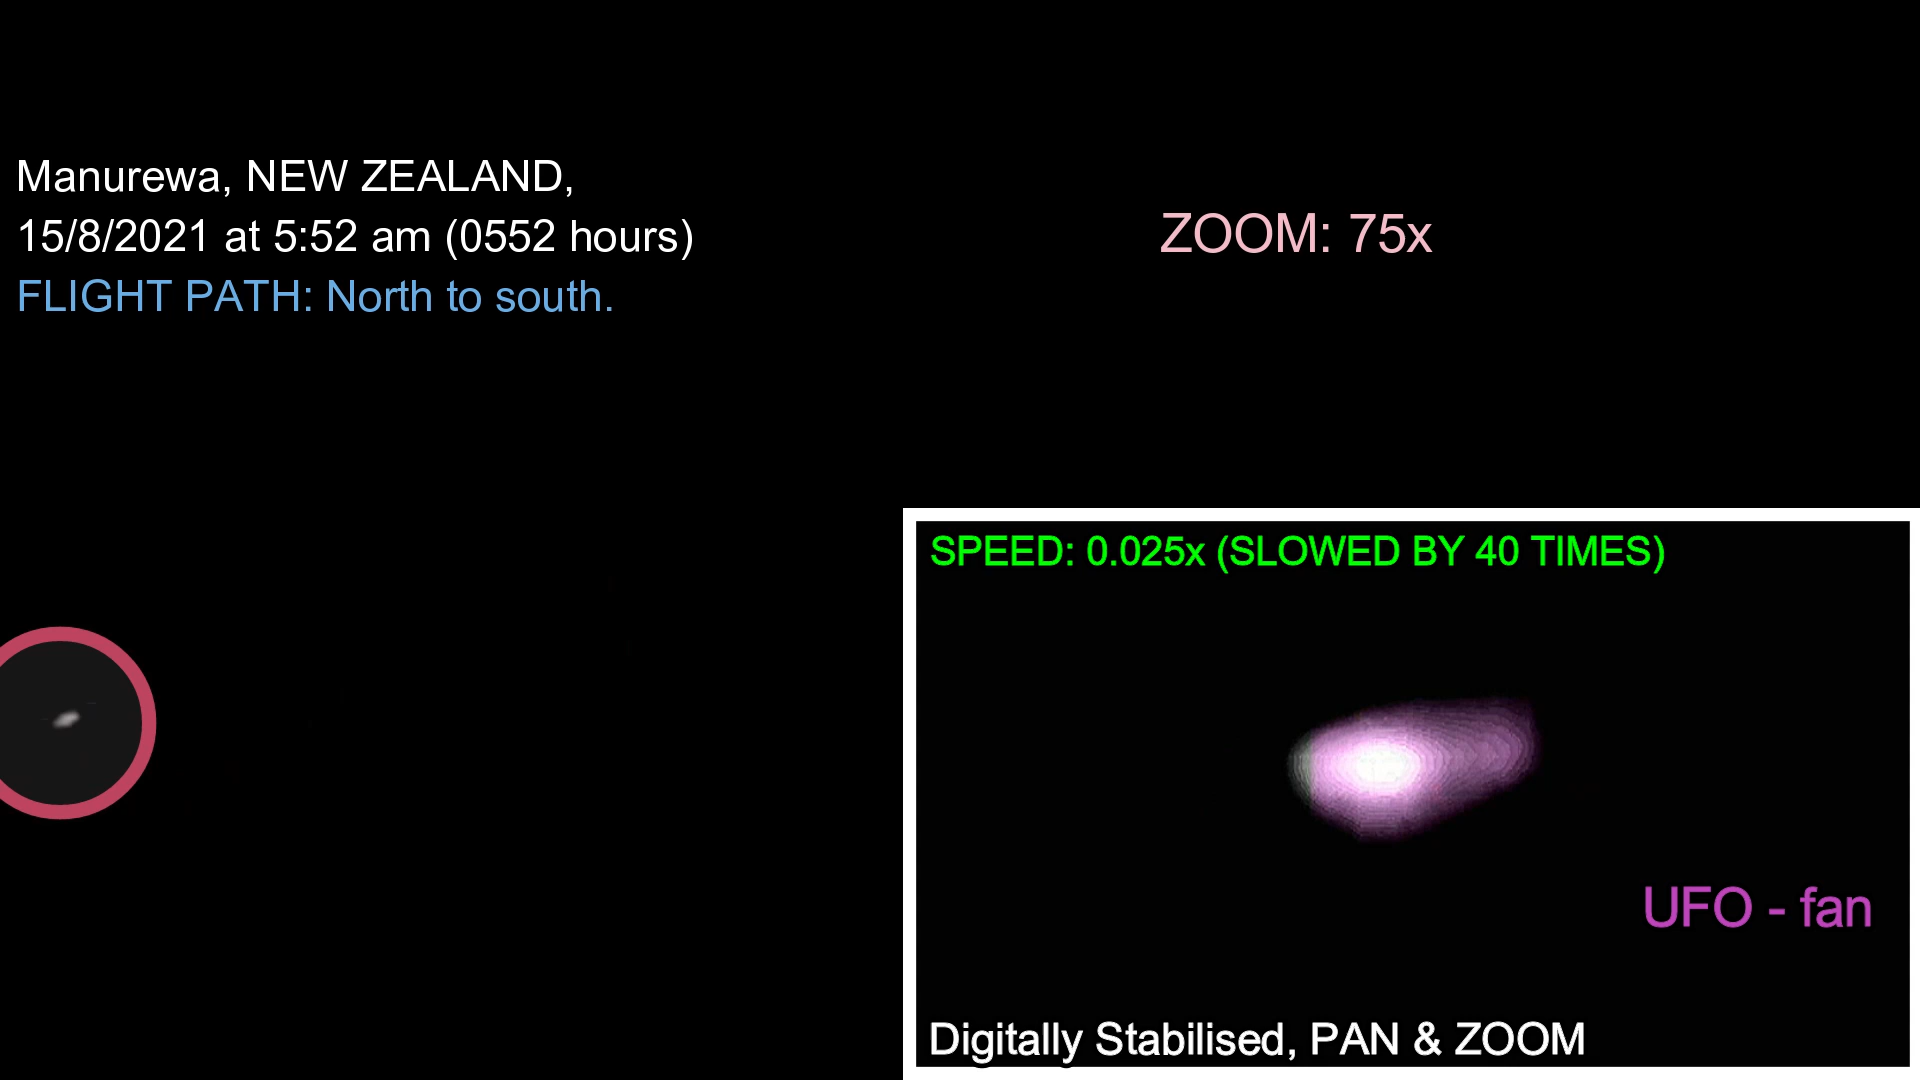 Manurewa, NEW ZEALAND,
15/8/2021 at 5:52 am (0552 hours)
FLIGHT PATH: North to south.
ZOOM: 75x
SPEED: 0.025x (SLOWED BY 40 TIMES)
UFO - fan
Digitally Stabilised, PAN & ZOOM